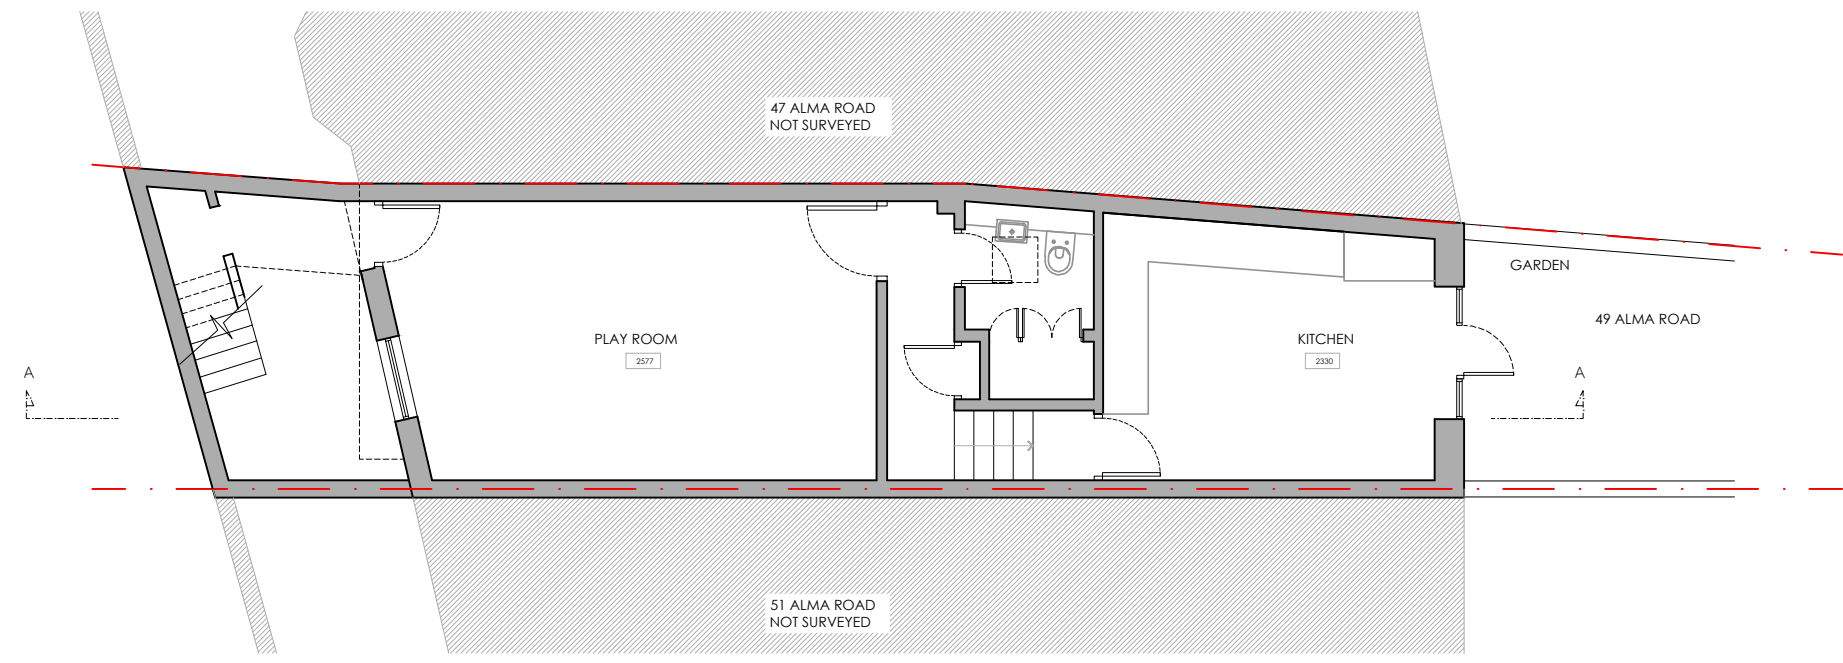 47 ALMA ROAD
NOT SURVEYED
GARDEN
49 ALMA ROAD
PLAY ROOM
2577
KITCHEN
2330
A
A
51 ALMA ROAD
NOT SURVEYED